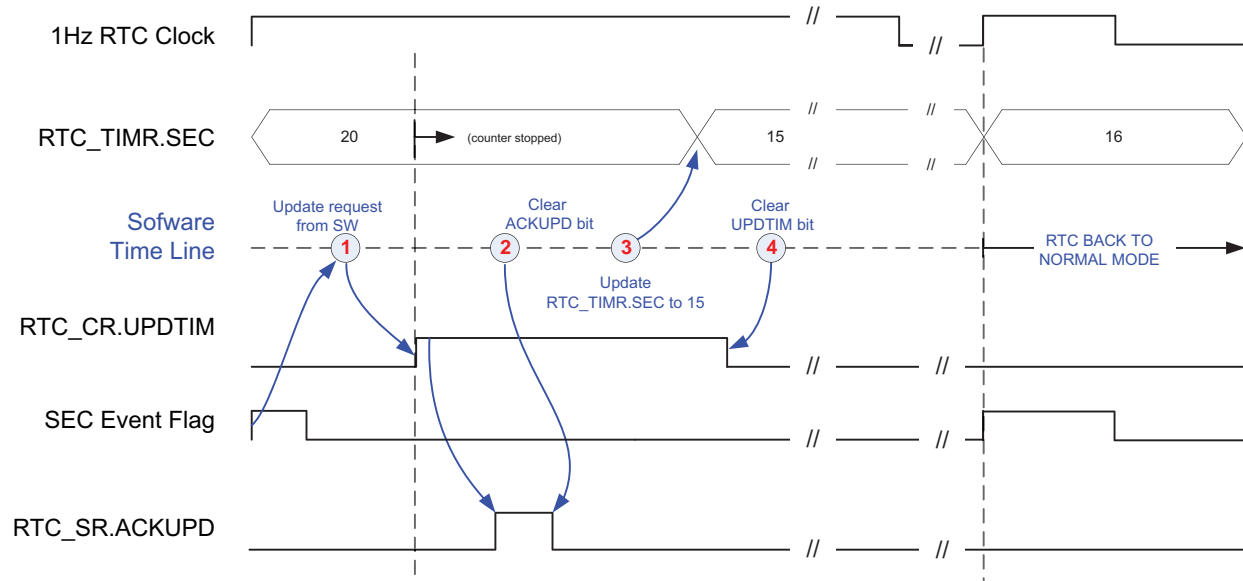 1Hz RTC Clock
//
//
RTC_TIMR.SEC
20
(counter stopped)
//
15
//
//
//
16
Sofware
Time Line
Update request
from SW
1
Clear
ACKUPD bit
2
3
Update
RTC_TIMR.SEC to 15
Clear
UPDTIM bit
4
RTC BACK TO
NORMAL MODE
RTC_CR.UPDTIM
//
//
SEC Event Flag
//
//
RTC_SR.ACKUPD
//
//